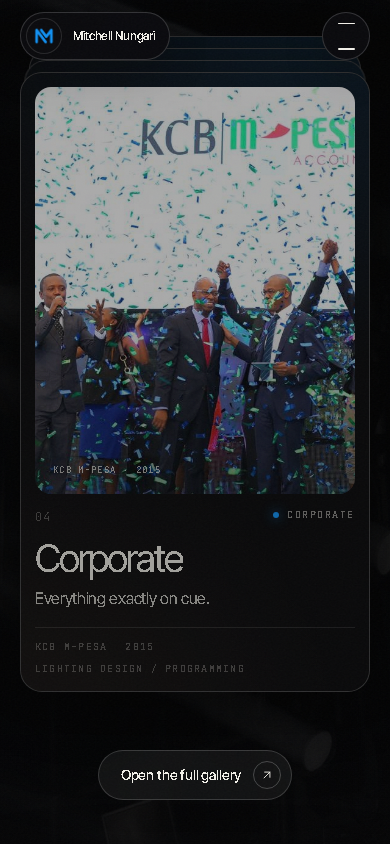 Mitchell Nungari
KCB M-PESA
ACCOU
KCB M-PESA 2015
04
CORPORATE
Corporate
Everything exactly on cue.
KCB M-PESA 2015
LIGHTING DESIGN / PROGRAMMING
Open the full gallery